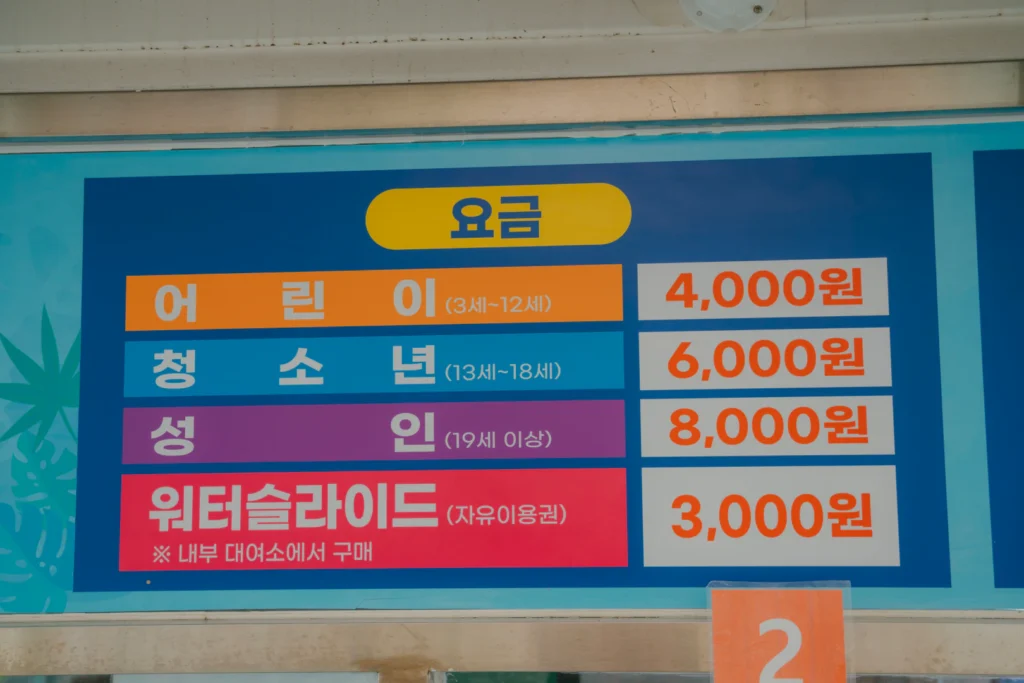 요금
어린이 (3세~12세) 4,000원
청소년 (13세~18세) 6,000원
성인 (19세 이상) 8,000원
워터슬라이드 (자유이용권) 3,000원
※ 내부 대여소에서 구매
2